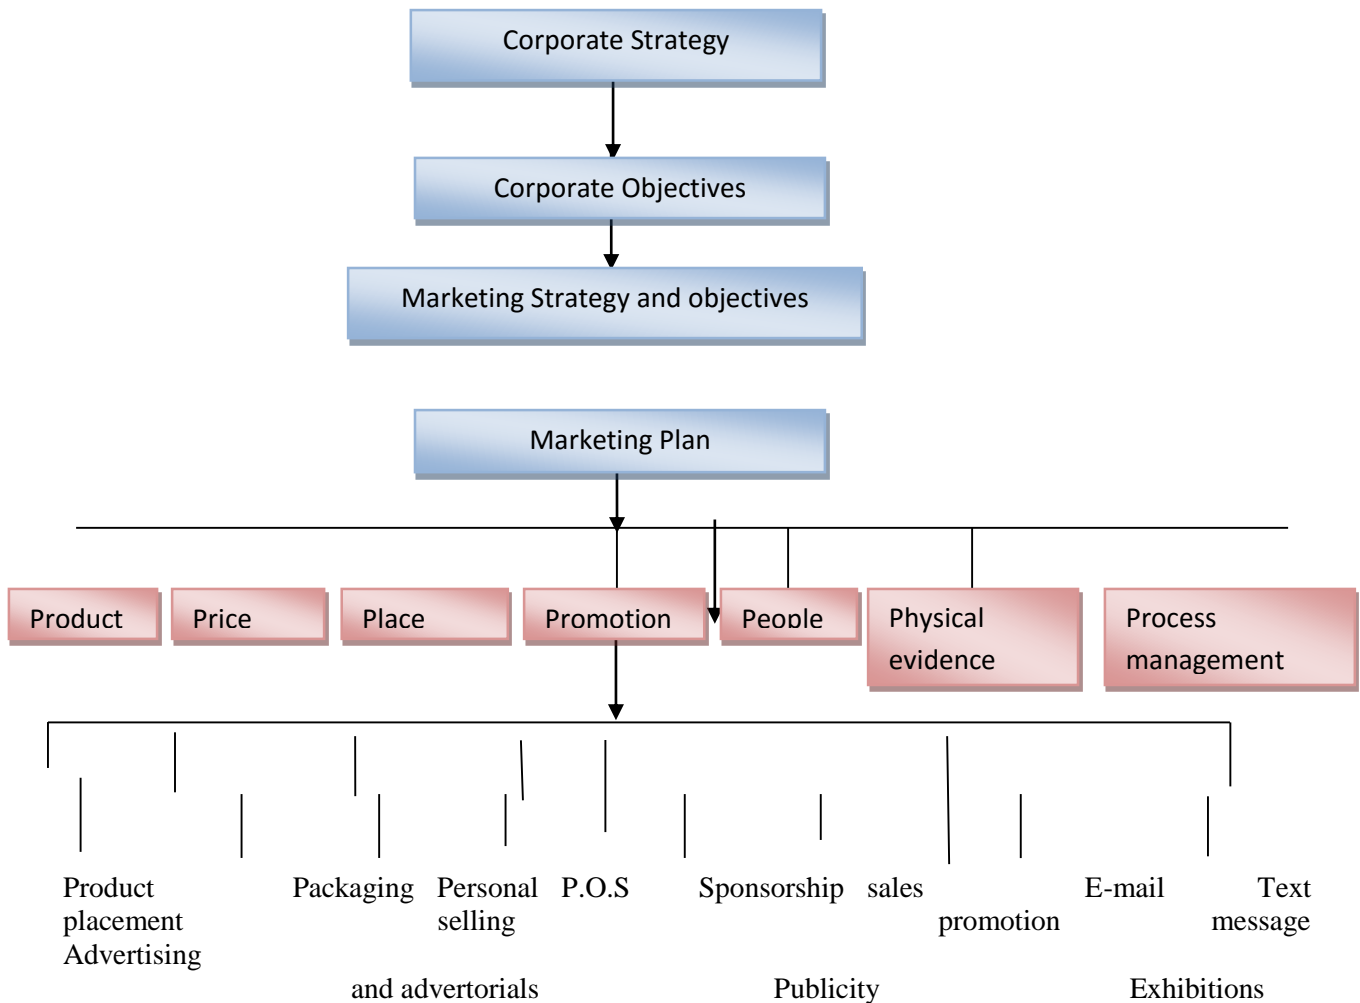 Corporate Strategy
Corporate Objectives
Marketing Strategy and objectives
Marketing Plan
Product
Price
Place
Promotion
People
Physical
evidence
Process
management
Product
placement
Advertising
Packaging
Personal
selling
P.O.S
Sponsorship
sales
promotion
E-mail
Text
message
and advertorials
Publicity
Exhibitions